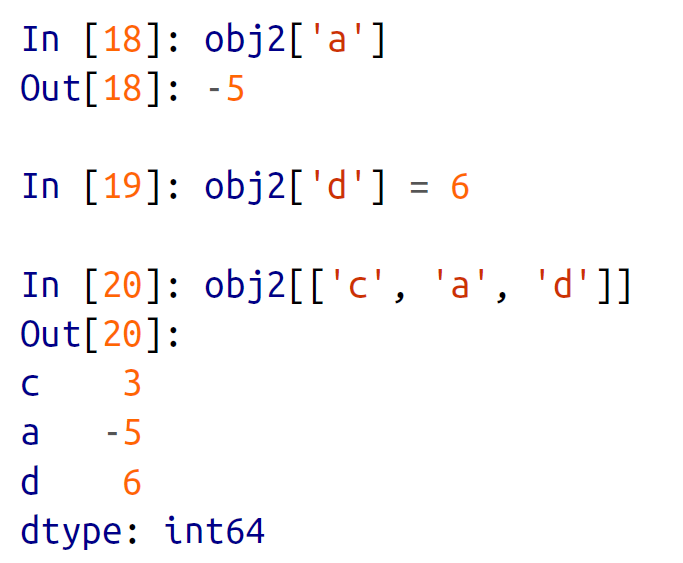 In [18]: obj2['a']
Out[18]: -5
In [19]: obj2['d'] = 6
In [20]: obj2[['c', 'a', 'd']]
Out[20]:
c    3
a   -5
d    6
dtype: int64